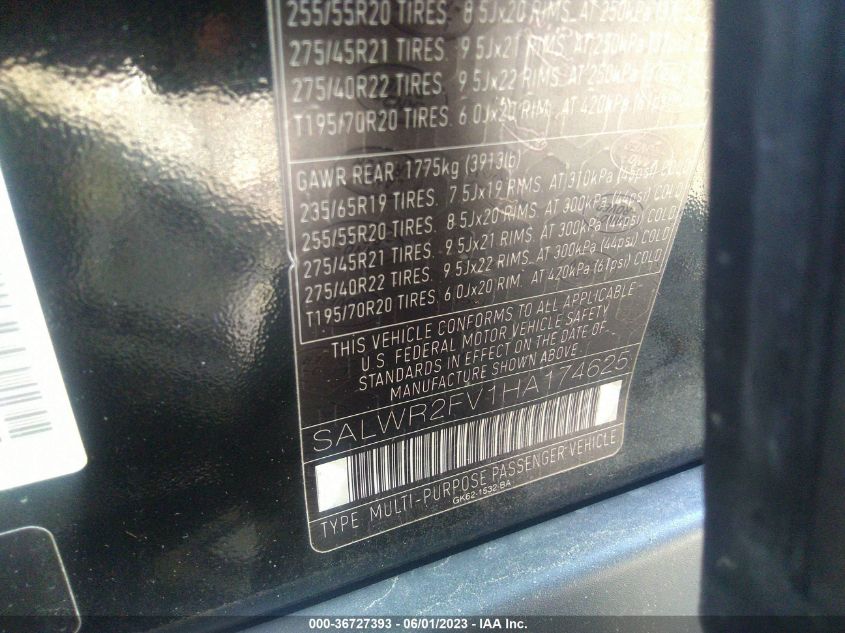 255/55R20 TIRES. 8.5Jx20 RIMS. AT 250kPa
275/45R21 TIRES. 9.5Jx21 RIMS. AT 250kPa
275/40R22 TIRES. 9.5Jx22 RIMS. AT 250kPa
T195/70R20 TIRES. 6.0Jx20 RIM. AT 420kPa (61psi) COLD
GAWR REAR. 1775kg (3913lb)
235/65R19 TIRES. 7.5Jx19 RIMS. AT 310kPa (45psi) COLD
255/55R20 TIRES. 8.5Jx20 RIMS. AT 300kPa (44psi) COLD
275/45R21 TIRES. 9.5Jx21 RIMS. AT 300kPa (44psi) COLD
275/40R22 TIRES. 9.5Jx22 RIMS. AT 300kPa (44psi) COLD
T195/70R20 TIRES. 6.0Jx20 RIM. AT 420kPa (61psi) COLD
THIS VEHICLE CONFORMS TO ALL APPLICABLE
U.S. FEDERAL MOTOR VEHICLE SAFETY
STANDARDS IN EFFECT ON THE DATE OF
MANUFACTURE SHOWN ABOVE.
SALWR2FV1HA174625
TYPE MULTI-PURPOSE PASSENGER VEHICLE
GK62-1532-BA
000-36727393 - 06/01/2023 - IAA Inc.